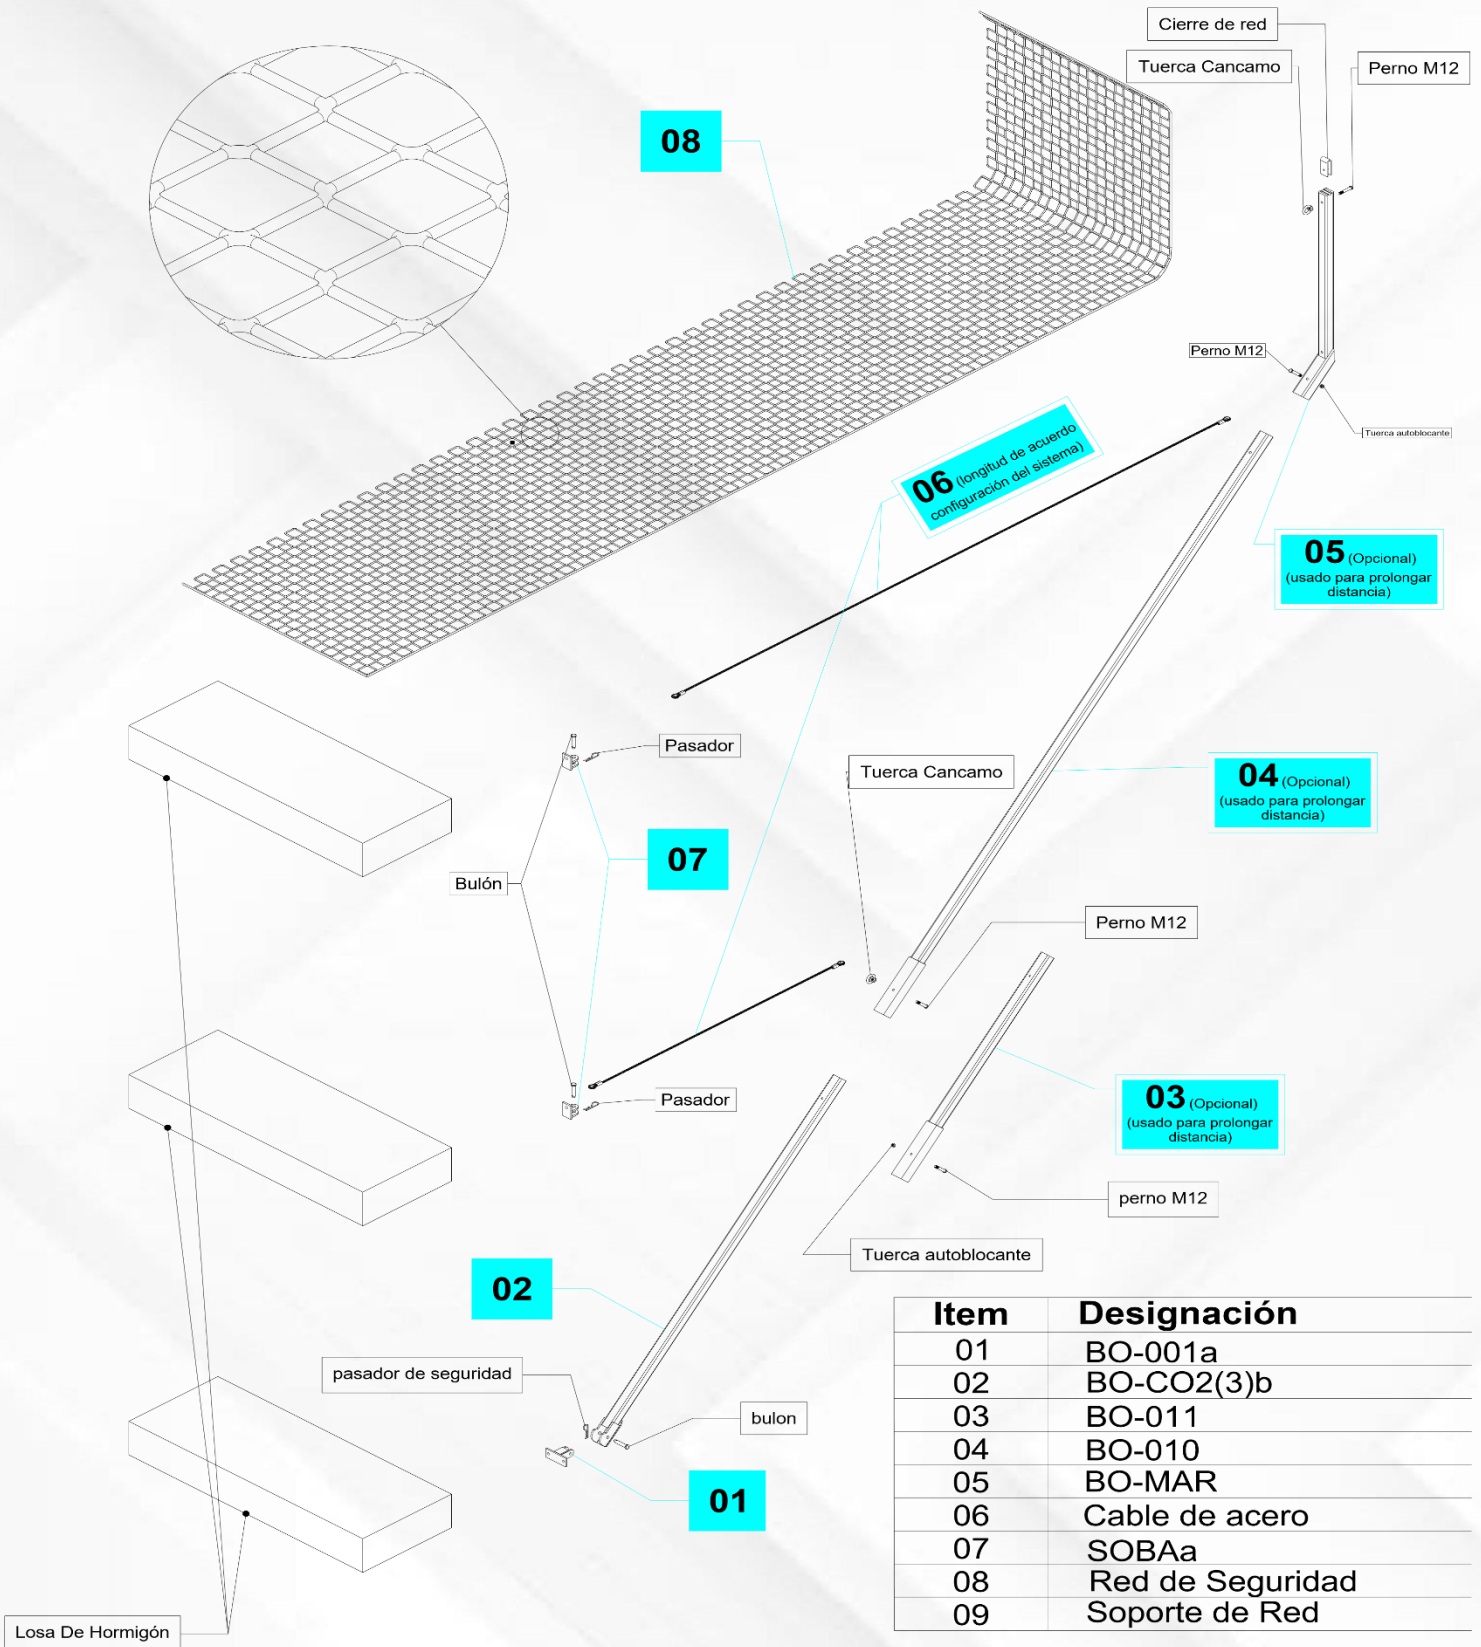 Cierre de red
Tuerca Cancamo
Perno M12
08
Perno M12
Tuerca autoblocante
06 (longitud de acuerdo
configuración del sistema)
05 (Opcional)
(usado para prolongar
distancia)
Pasador
Tuerca Cancamo
04 (Opcional)
(usado para prolongar
distancia)
07
Bulón
Perno M12
Pasador
03 (Opcional)
(usado para prolongar
distancia)
perno M12
Tuerca autoblocante
02
pasador de seguridad
bulon
01
Losa De Hormigón
Item Designación
01 BO-001a
02 BO-CO2(3)b
03 BO-011
04 BO-010
05 BO-MAR
06 Cable de acero
07 SOBAa
08 Red de Seguridad
09 Soporte de Red